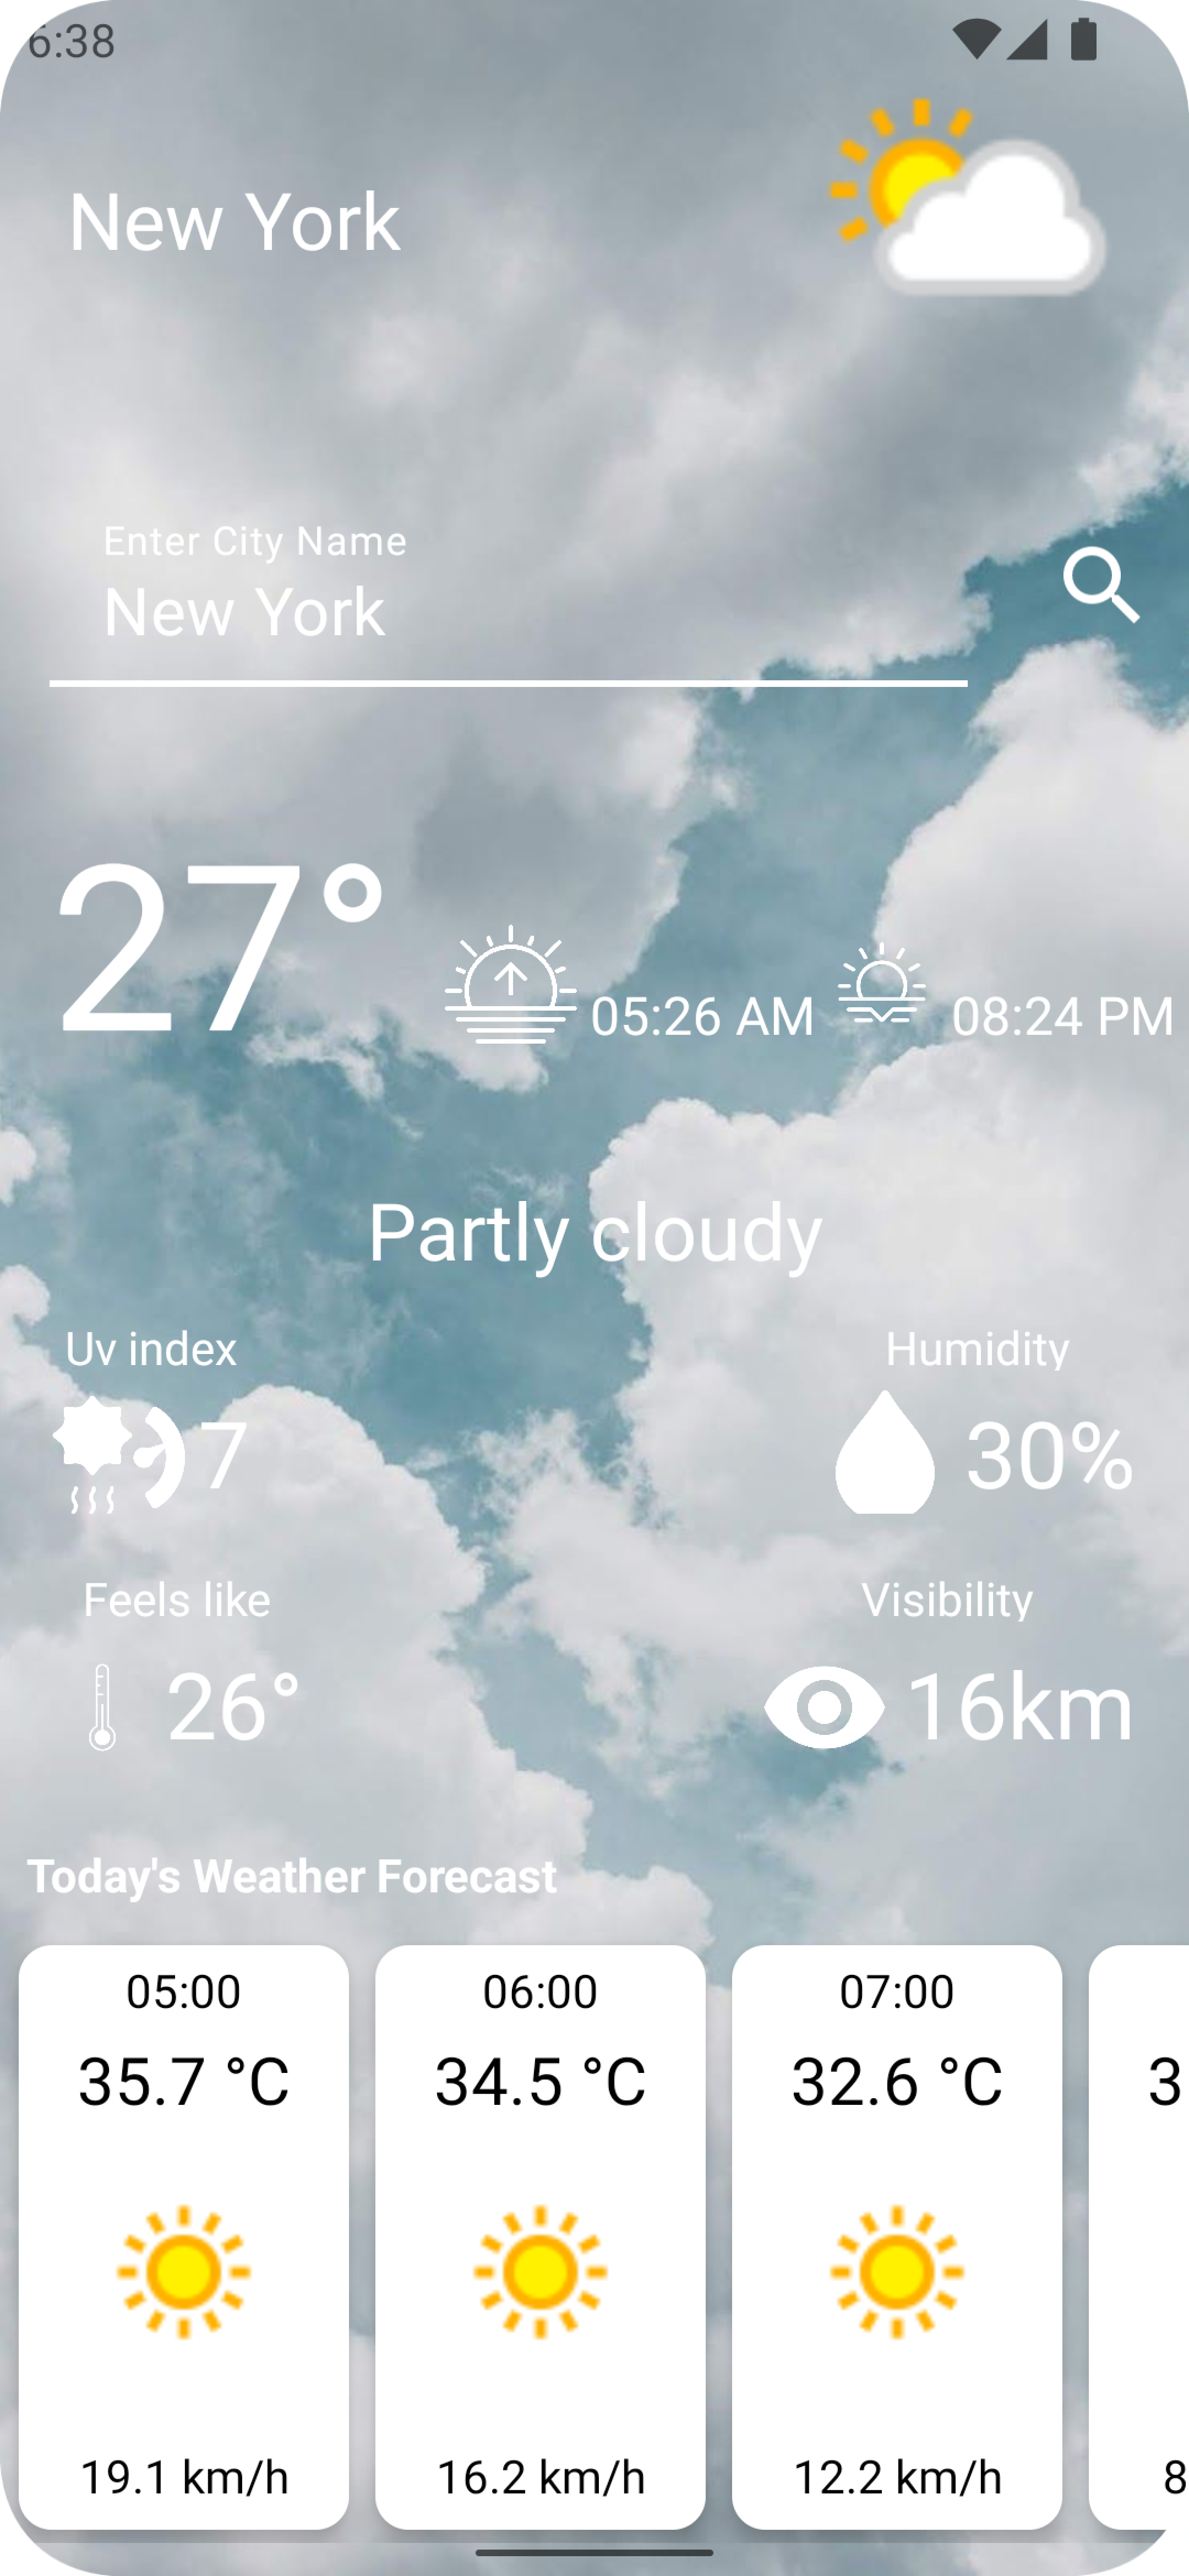 6:38
New York
Enter City Name
New York
27°
05:26 AM
08:24 PM
Partly cloudy
Uv index
Humidity
7
30%
Feels like
Visibility
26°
16km
Today's Weather Forecast
05:00
06:00
07:00
35.7 °C
34.5 °C
32.6 °C
3
19.1 km/h
16.2 km/h
12.2 km/h
8